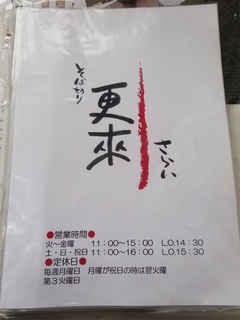 そば切り
更来
さらい
●営業時間●
火～金曜 11：00～15：00 L.O.14：30
土・日・祝日 11：00～16：00 L.O.15：30
●定休日●
毎週月曜日 月曜が祝日の時は翌火曜
第3火曜日